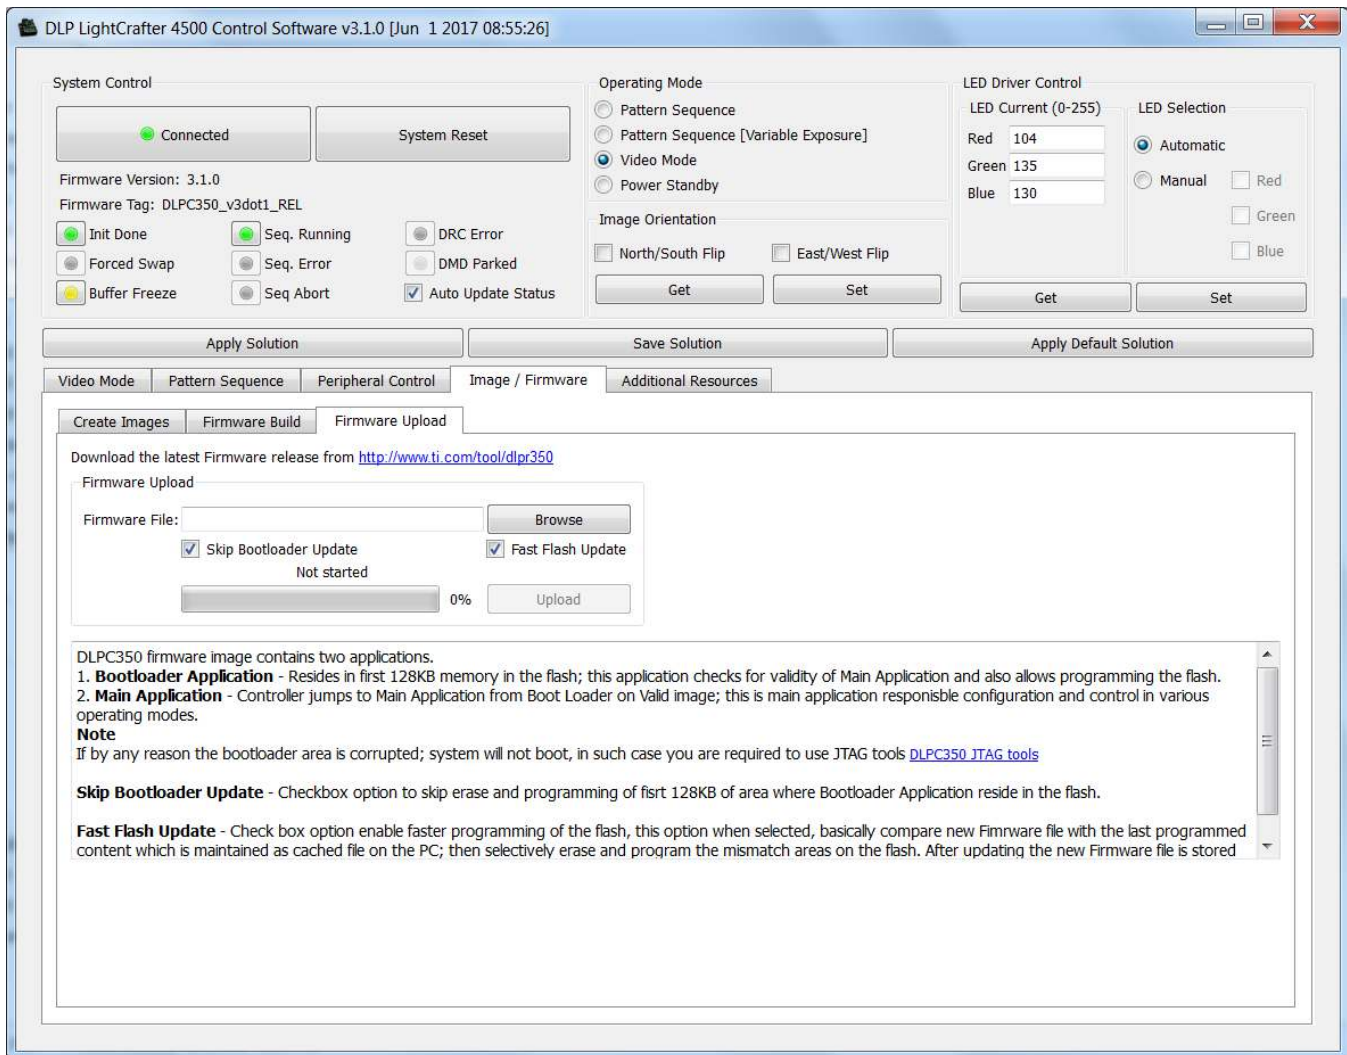 DLP LightCrafter 4500 Control Software v3.1.0 [Jun  1 2017 08:55:26]
System Control
Connected
System Reset
Firmware Version: 3.1.0
Firmware Tag: DLPC350_v3dot1_REL
Init Done
Seq. Running
DRC Error
Forced Swap
Seq. Error
DMD Parked
Buffer Freeze
Seq Abort
Auto Update Status
Operating Mode
Pattern Sequence
Pattern Sequence [Variable Exposure]
Video Mode
Power Standby
Image Orientation
North/South Flip
East/West Flip
Get
Set
LED Driver Control
LED Current (0-255)
Red 104
Green 135
Blue 130
LED Selection
Automatic
Manual
Red
Green
Blue
Get
Set
Apply Solution
Save Solution
Apply Default Solution
Video Mode
Pattern Sequence
Peripheral Control
Image / Firmware
Additional Resources
Create Images
Firmware Build
Firmware Upload
Download the latest Firmware release from http://www.ti.com/tool/dlpr350
Firmware Upload
Firmware File:
Browse
Skip Bootloader Update
Fast Flash Update
Not started
0%
Upload
DLPC350 firmware image contains two applications.
1. Bootloader Application - Resides in first 128KB memory in the flash; this application checks for validity of Main Application and also allows programming the flash.
2. Main Application - Controller jumps to Main Application from Boot Loader on Valid image; this is main application responisble configuration and control in various
operating modes.
Note
If by any reason the bootloader area is corrupted; system will not boot, in such case you are required to use JTAG tools DLPC350 JTAG tools
Skip Bootloader Update - Checkbox option to skip erase and programming of fisrt 128KB of area where Bootloader Application reside in the flash.
Fast Flash Update - Check box option enable faster programming of the flash, this option when selected, basically compare new Fimrware file with the last programmed
content which is maintained as cached file on the PC; then selectively erase and program the mismatch areas on the flash. After updating the new Firmware file is stored